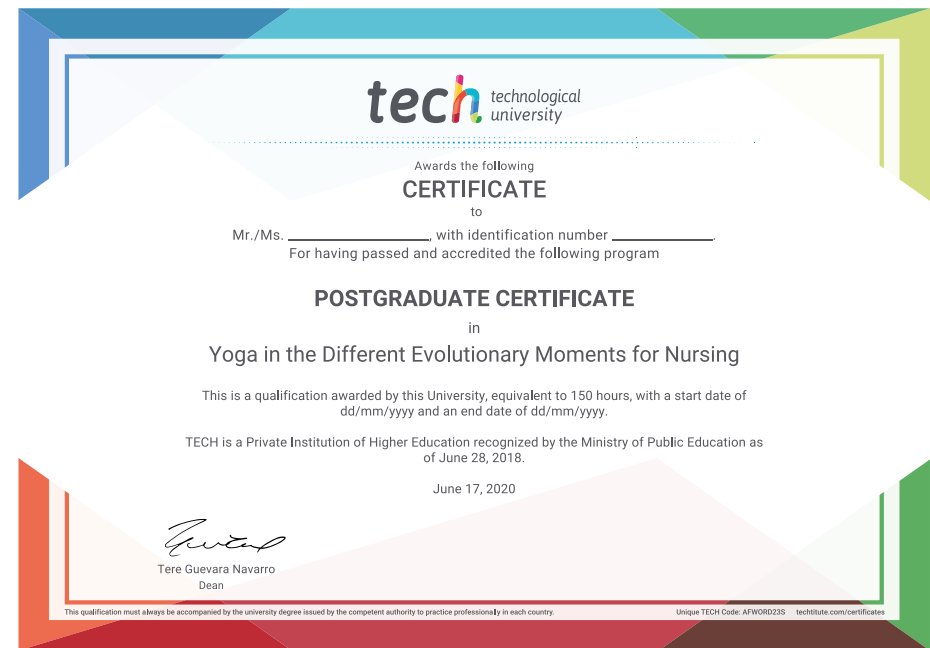 tech technological
university
Awards the following
CERTIFICATE
to
Mr./Ms. ____________________, with identification number ______________.
For having passed and accredited the following program
POSTGRADUATE CERTIFICATE
in
Yoga in the Different Evolutionary Moments for Nursing
This is a qualification awarded by this University, equivalent to 150 hours, with a start date of
dd/mm/yyyy and an end date of dd/mm/yyyy.
TECH is a Private Institution of Higher Education recognized by the Ministry of Public Education as
of June 28, 2018.
June 17, 2020
Tere Guevara Navarro
Dean
This qualification must always be accompanied by the university degree issued by the competent authority to practice professionally in each country.
Unique TECH Code: AFWORD23S techtitute.com/certificates